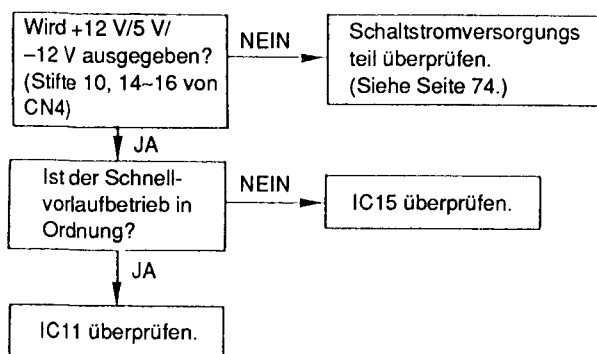 Wird +12 V/5 V/
–12 V ausgegeben?
(Stifte 10, 14~16 von
CN4)
NEIN
Schaltstromversorgungs
teil überprüfen.
(Siehe Seite 74.)
JA
Ist der Schnell-
vorlaufbetrieb in
Ordnung?
NEIN
IC15 überprüfen.
JA
IC11 überprüfen.